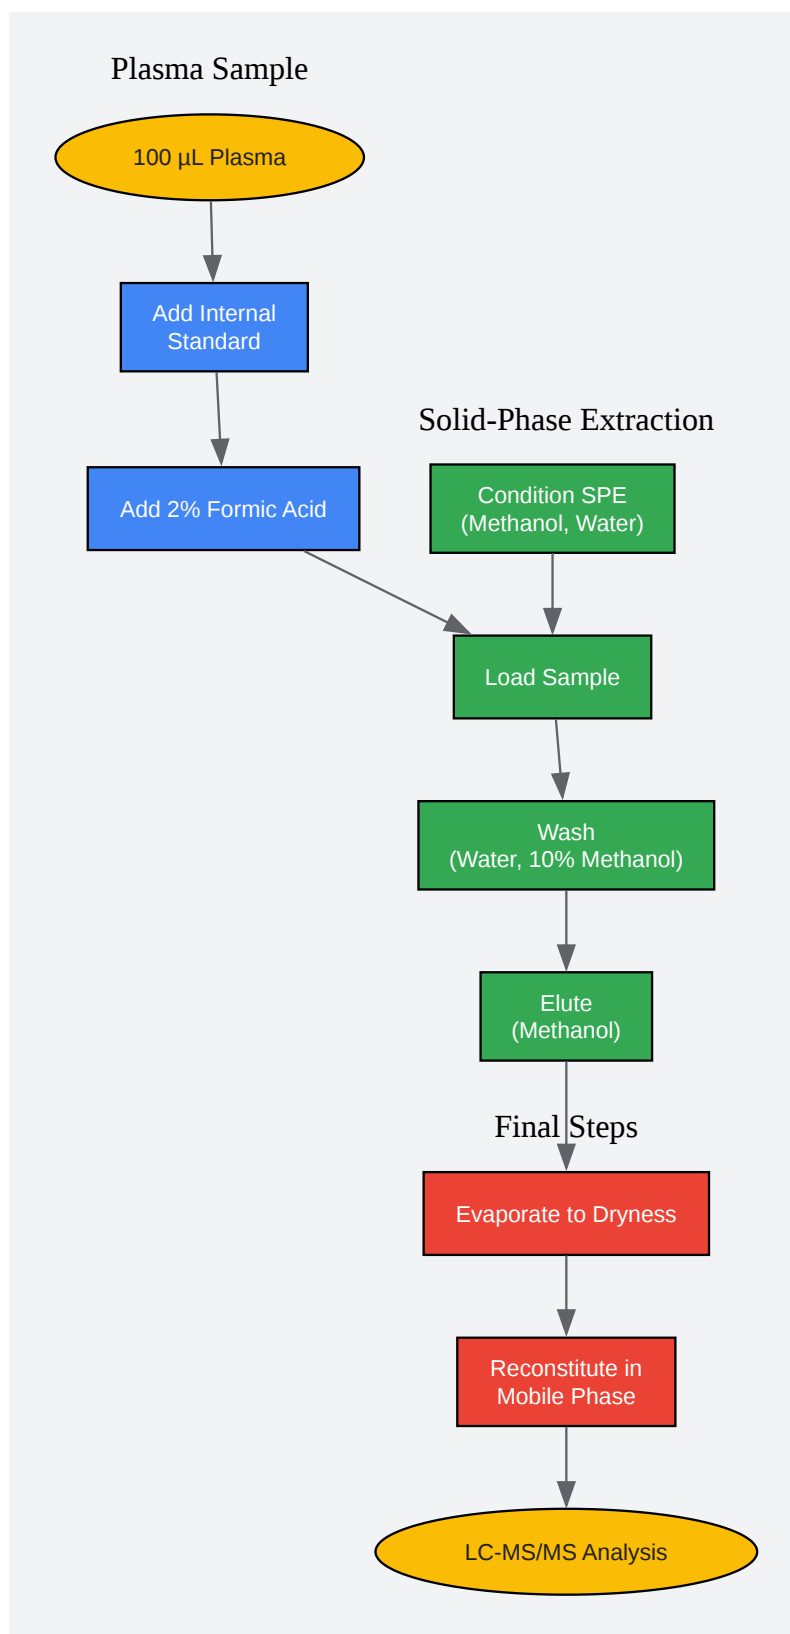 Plasma Sample
100 µL Plasma
Add Internal
Standard
Add 2% Formic Acid
Solid-Phase Extraction
Condition SPE
(Methanol, Water)
Load Sample
Wash
(Water, 10% Methanol)
Elute
(Methanol)
Final Steps
Evaporate to Dryness
Reconstitute in
Mobile Phase
LC-MS/MS Analysis